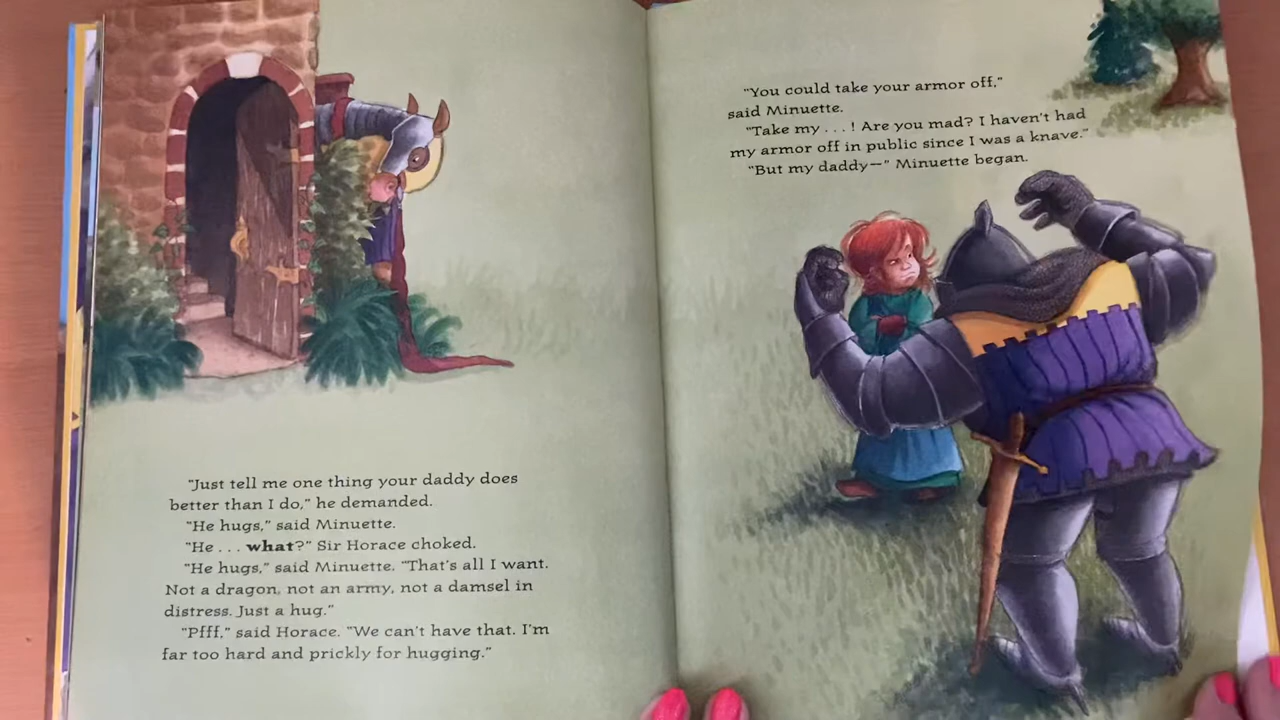 "Just tell me one thing your daddy does
better than I do," he demanded.
"He hugs," said Minuette.
"He . . . what?" Sir Horace choked.
"He hugs," said Minuette. "That's all I want.
Not a dragon, not an army, not a damsel in
distress. Just a hug."
"Pfff," said Horace. "We can't have that. I'm
far too hard and prickly for hugging."
"You could take your armor off,"
said Minuette.
"Take my . . . ! Are you mad? I haven't had
my armor off in public since I was a knave."
"But my daddy—" Minuette began.